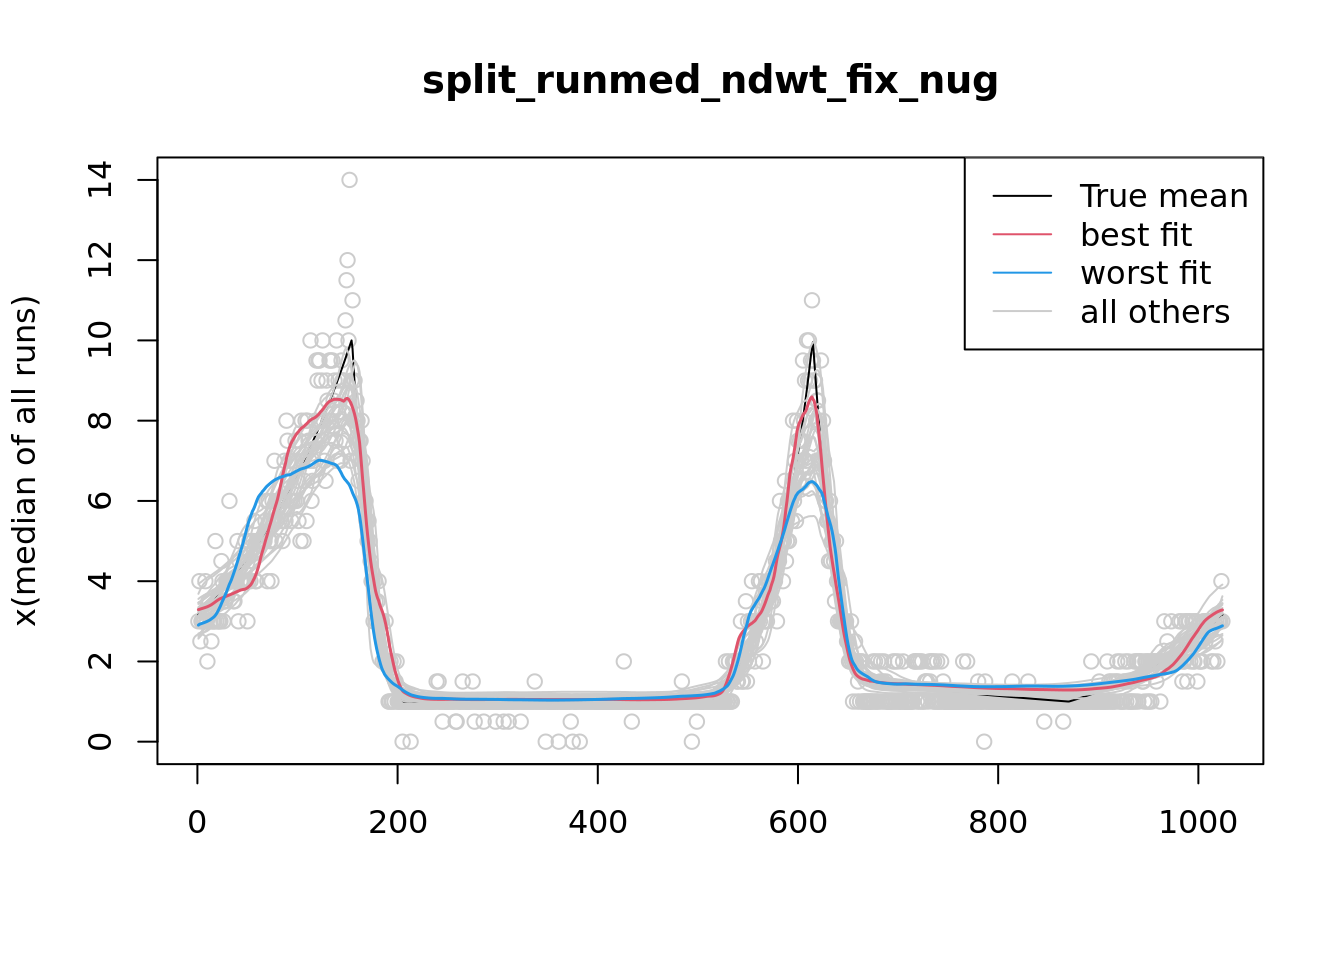 split_runmed_ndwt_fix_nug
x(median of all runs)
14
12
10
8
6
4
2
0
True mean
best fit
worst fit
all others
0 200 400 600 800 1000